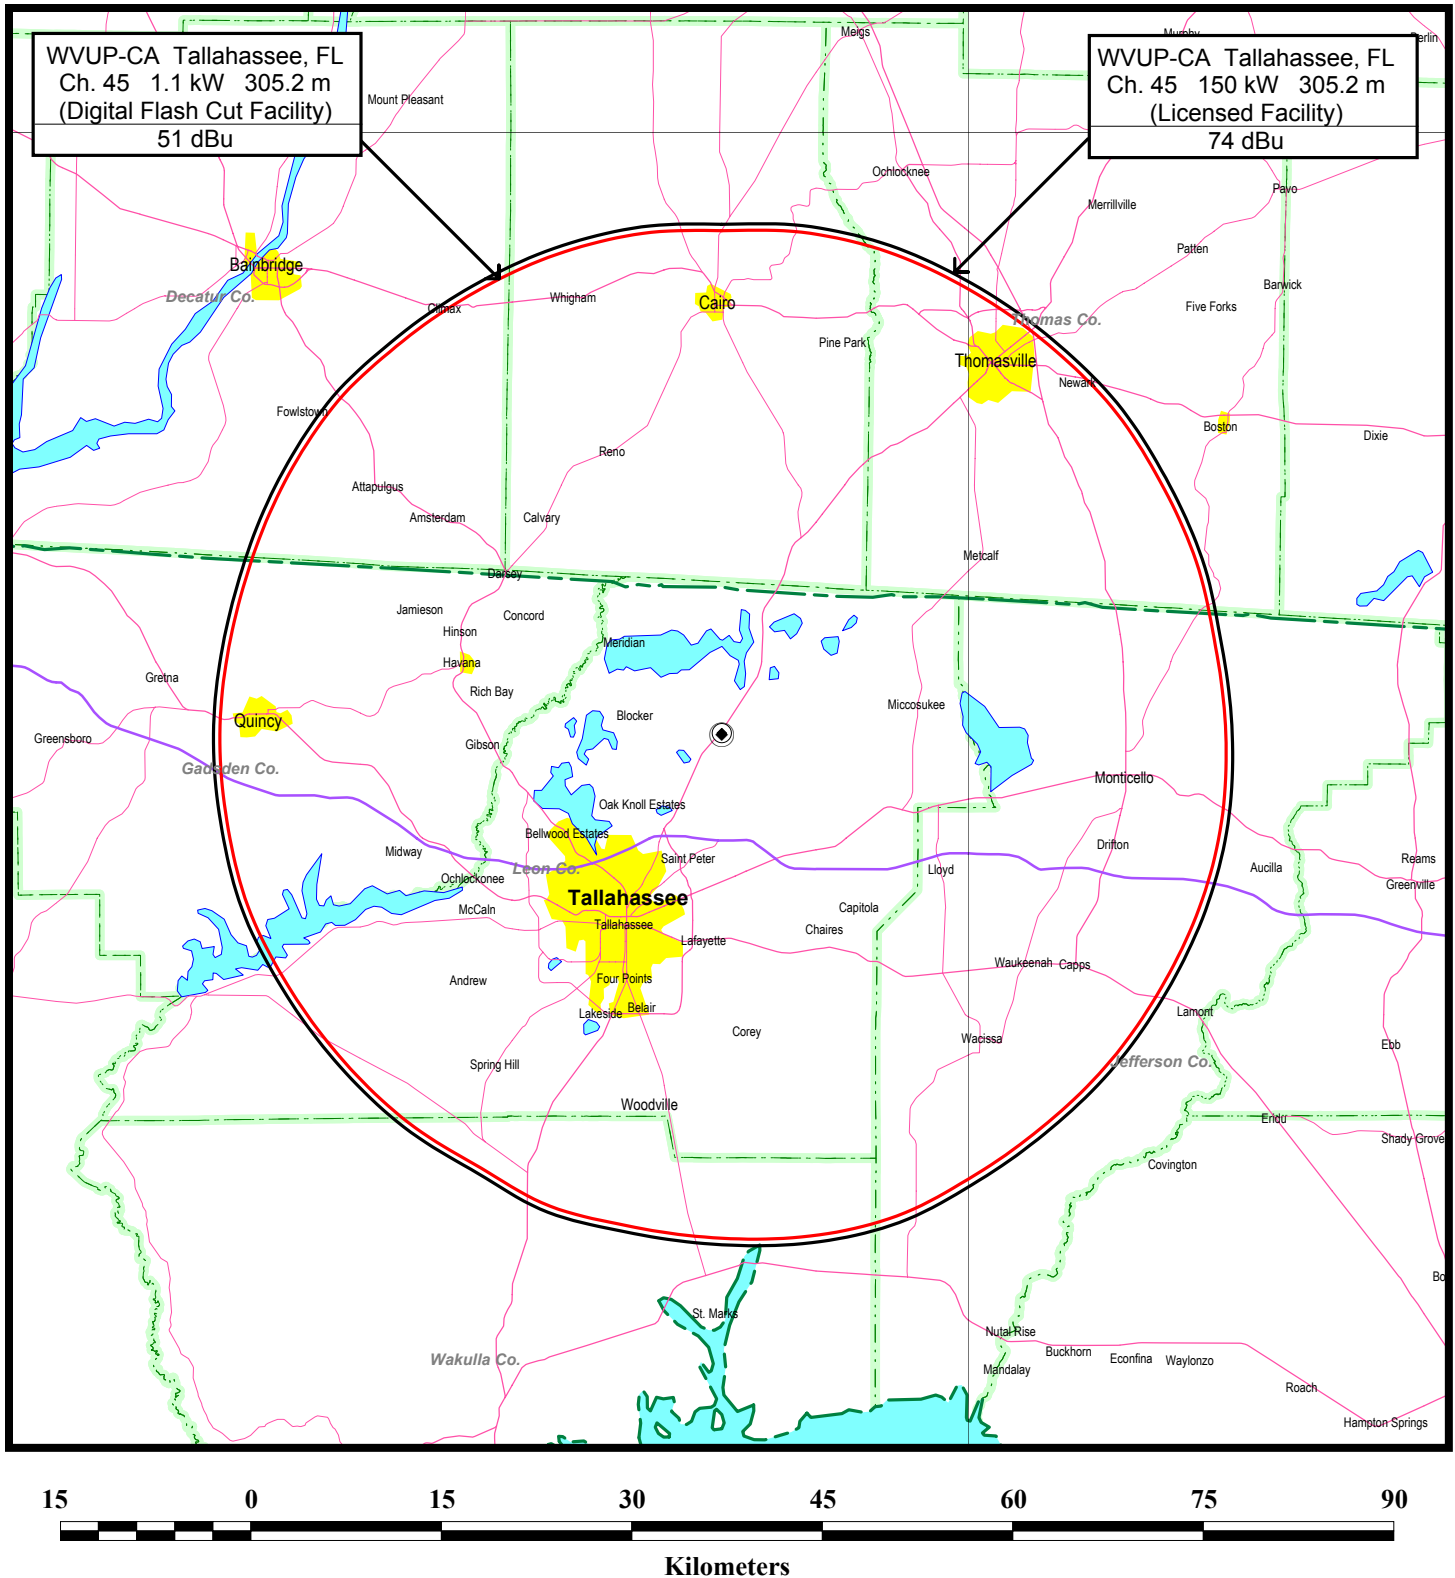 WVUP-CA Tallahassee, FL
Ch. 45 1.1 kW 305.2 m
(Digital Flash Cut Facility)
51 dBu
WVUP-CA Tallahassee, FL
Ch. 45 150 kW 305.2 m
(Licensed Facility)
74 dBu
Meigs
Mount Pleasant
Ochlocknee
Pavo
Merrillville
Patten
Bainbridge
Decatur Co.
Climax
Whigham
Cairo
Barwick
Five Forks
Thomas Co.
Pine Park
Thomasville
Newark
Fowlstown
Boston
Dixie
Reno
Attapulgus
Amsterdam
Calvary
Metcalf
Darsey
Jamieson
Concord
Hinson
Meridian
Havana
Gretna
Rich Bay
Miccosukee
Quincy
Blocker
Greensboro
Gibson
Gadsden Co.
Monticello
Oak Knoll Estates
Bellwood Estates
Midway
Saint Peter
Drifton
Leon Co.
Lloyd
Aucilla
Reams
Ochlockonee
Greenville
Tallahassee
McCaln
Capitola
Tallahassee
Chaires
Lafayette
Waukeenah
Capps
Andrew
Four Points
Belair
Lakeside
Lamont
Corey
Wacissa
Ebb
Spring Hill
Jefferson Co.
Woodville
Eridu
Shady Grove
Covington
Bo
St. Marks
Nutal Rise
Wakulla Co.
Buckhorn
Econfina
Waylonzo
Mandalay
Roach
Hampton Springs
15 0 15 30 45 60 75 90
Kilometers